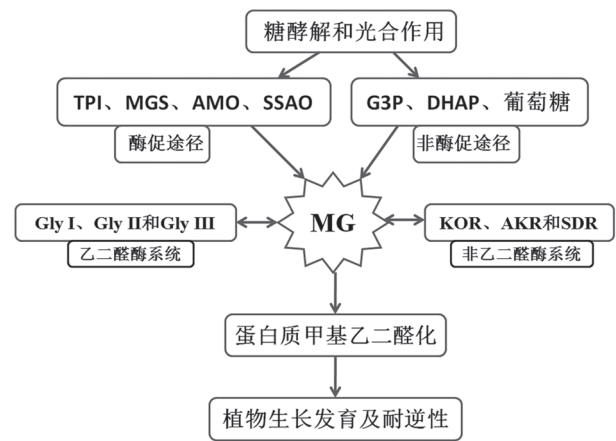 糖酵解和光合作用
TPI、MGS、AMO、SSAO
G3P、DHAP、葡萄糖
酶促途径
非酶促途径
MG
Gly I、Gly II和Gly III
KOR、AKR和SDR
乙二醛酶系统
非乙二醛酶系统
蛋白质甲基乙二醛化
植物生长发育及耐逆性